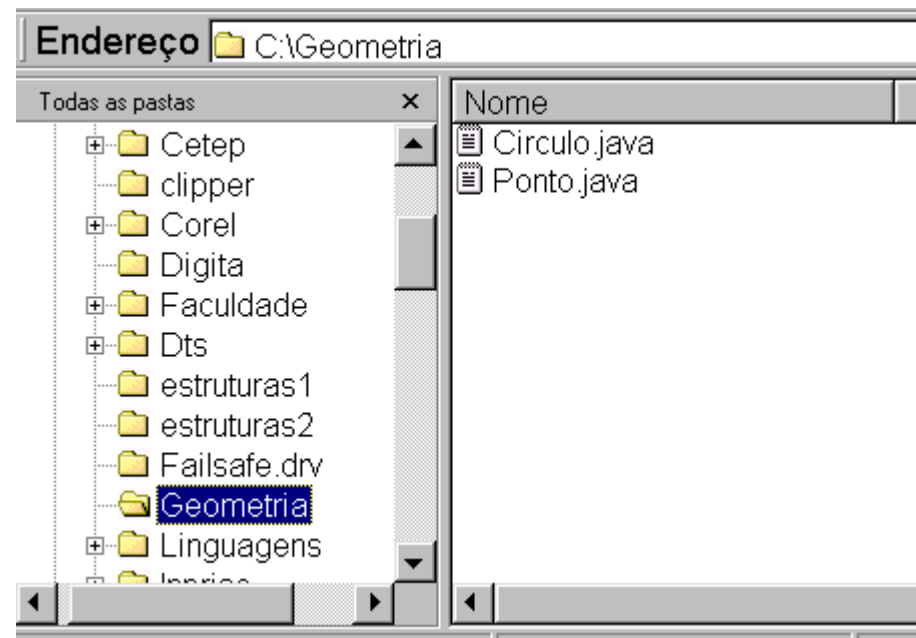 Endereço C:\Geometria
Todas as pastas
Cetep
clipper
Corel
Digita
Faculdade
Dts
estruturas1
estruturas2
Failsafe.drv
Geometria
Linguagens
Nome
Circulo.java
Ponto.java